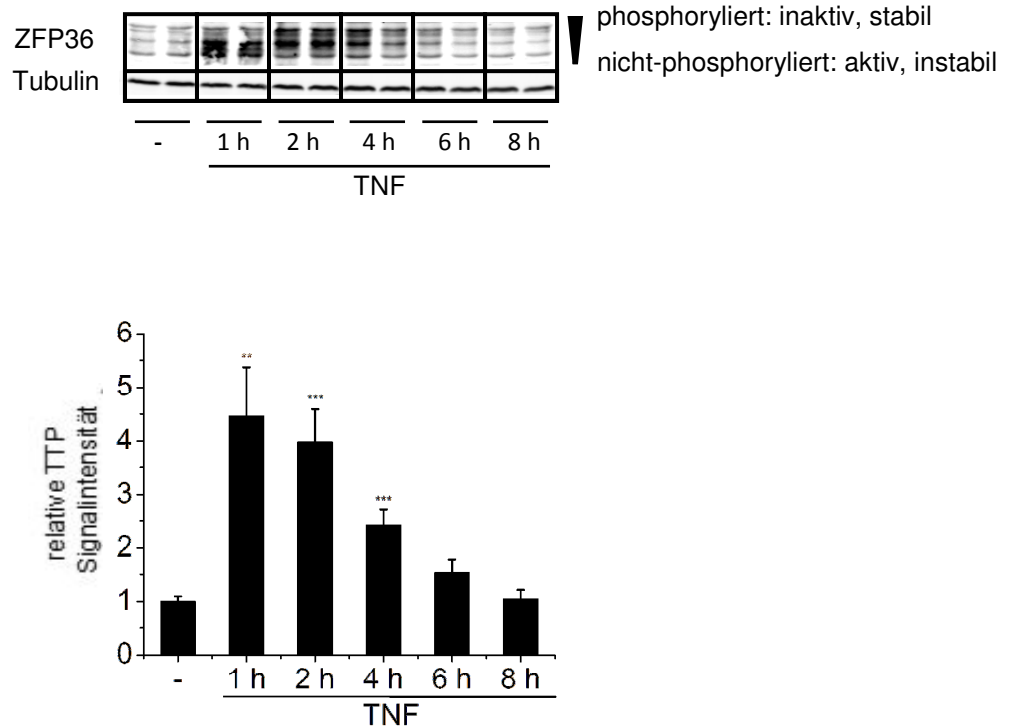 ZFP36
phosphoryliert: inaktiv, stabil
nicht-phosphoryliert: aktiv, instabil
Tubulin
- 1 h 2 h 4 h 6 h 8 h
TNF
6
5
4
3
2
1
0
relative TTP
Signalintensität
**
***
***
- 1 h 2 h 4 h 6 h 8 h
TNF